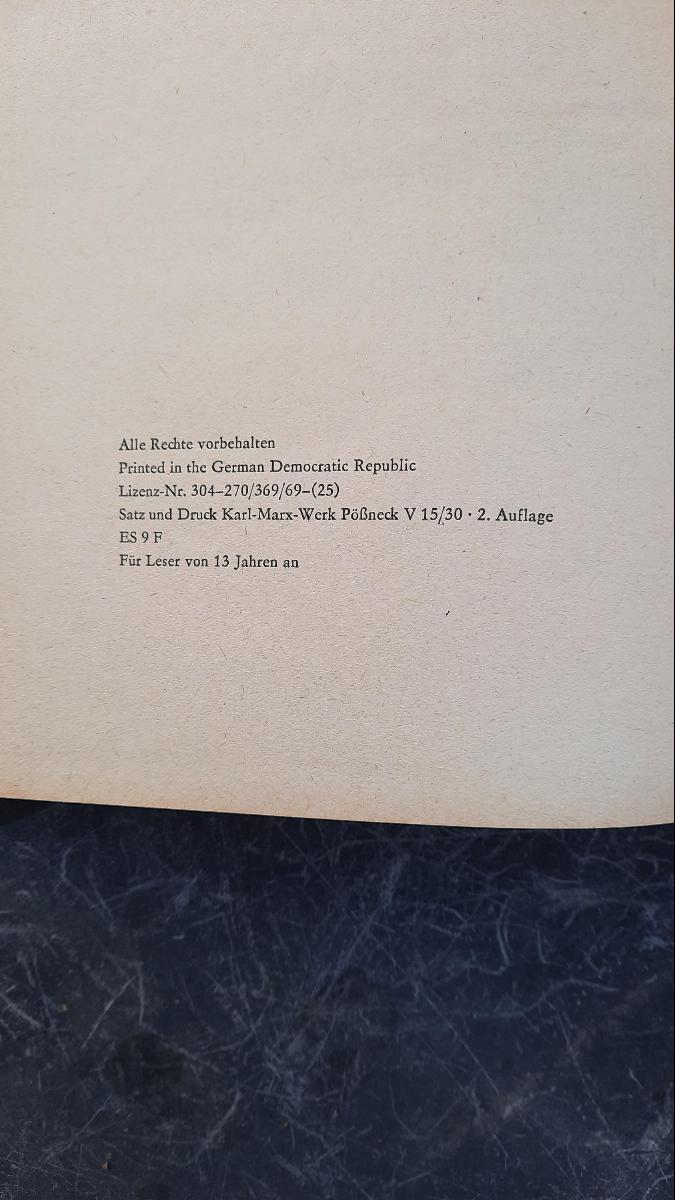 Alle Rechte vorbehalten
Printed in the German Democratic Republic
Lizenz-Nr. 304–270/369/69–(25)
Satz und Druck Karl-Marx-Werk Pößneck V 15/30 · 2. Auflage
ES 9 F
Für Leser von 13 Jahren an